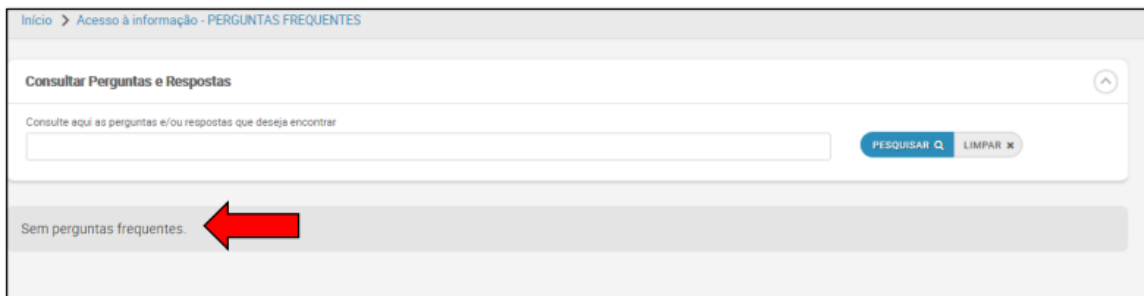 Início > Acesso à informação - PERGUNTAS FREQUENTES
Consultar Perguntas e Respostas
Consulte aqui as perguntas e/ou respostas que deseja encontrar
PESQUISAR LIMPAR ×
Sem perguntas frequentes.